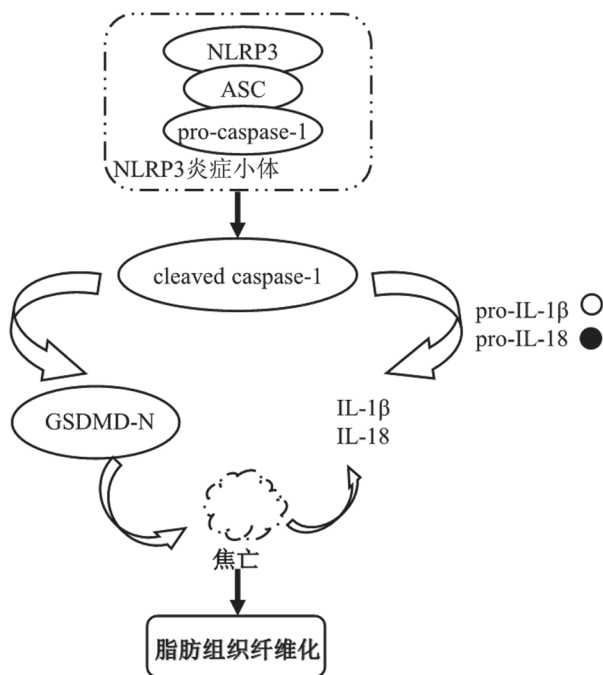 NLRP3
ASC
pro-caspase-1
NLRP3炎症小体
cleaved caspase-1
pro-IL-1β
pro-IL-18
GSDMD-N
IL-1β
IL-18
焦亡
脂肪组织纤维化